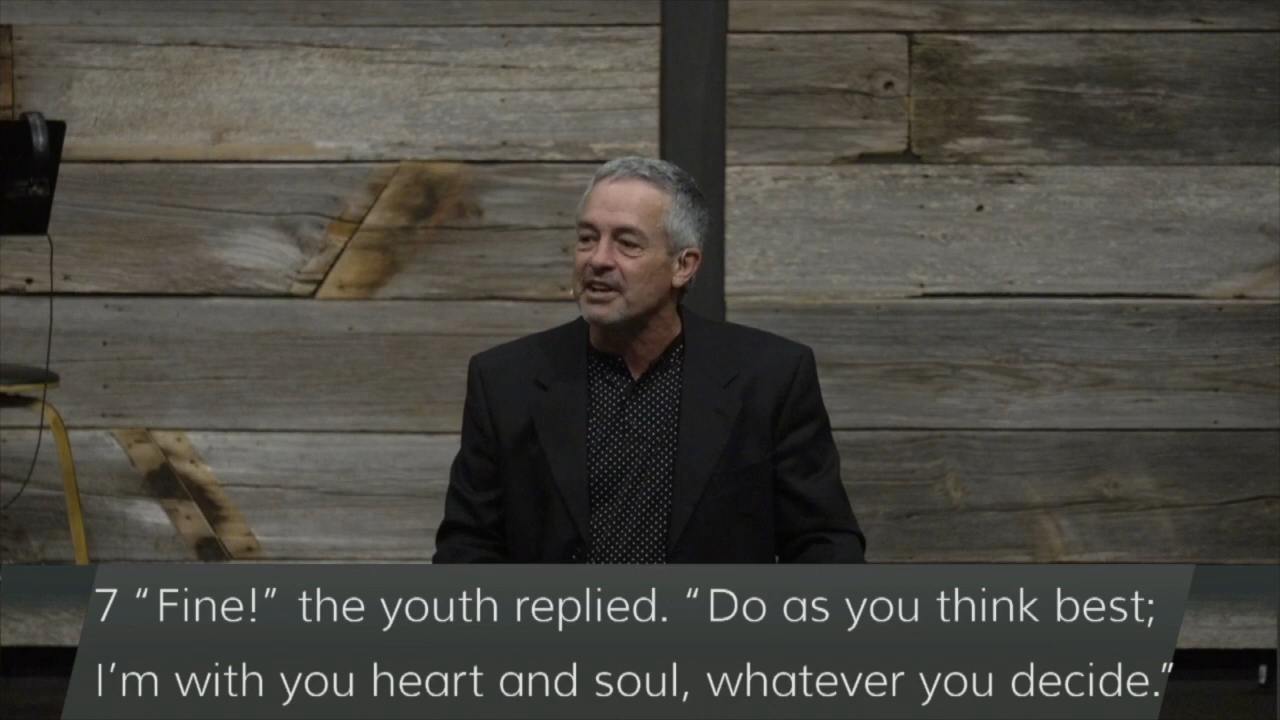 7 “Fine!” the youth replied. “Do as you think best;
I’m with you heart and soul, whatever you decide.”